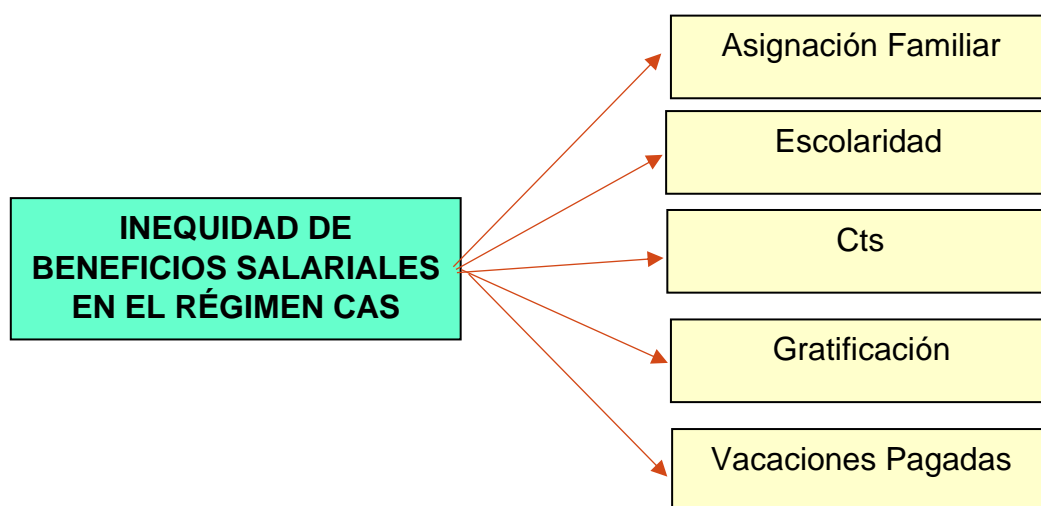 INEQUIDAD DE
BENEFICIOS SALARIALES
EN EL RÉGIMEN CAS
Asignación Familiar
Escolaridad
Cts
Gratificación
Vacaciones Pagadas